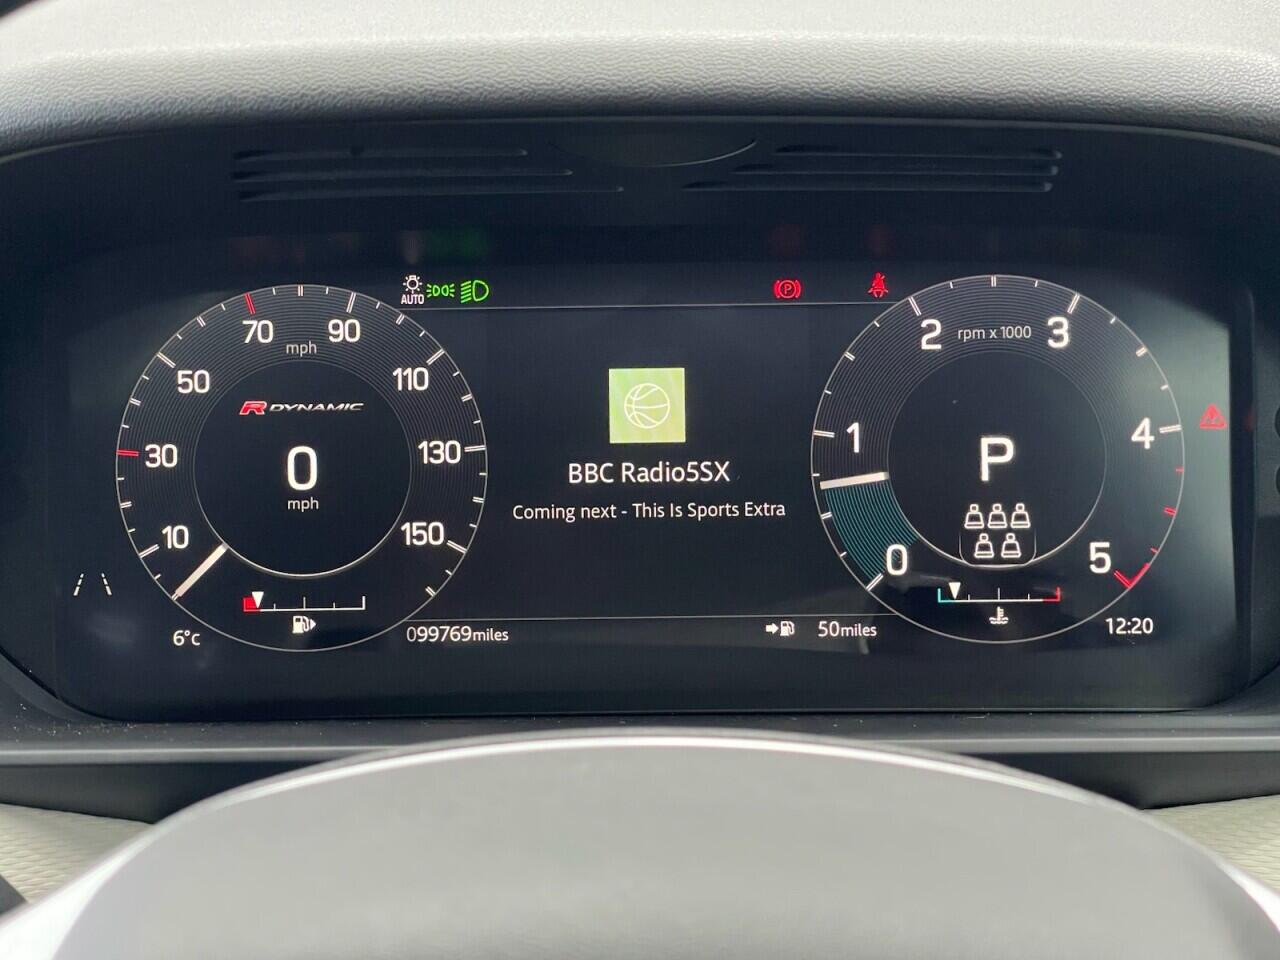 AUTO
P
70
90
mph
50
110
R DYNAMIC
30
0
130
mph
10
150
6°c
BBC Radio5SX
Coming next - This Is Sports Extra
099769miles
50miles
2
rpm x 1000
3
1
4
P
0
5
12:20